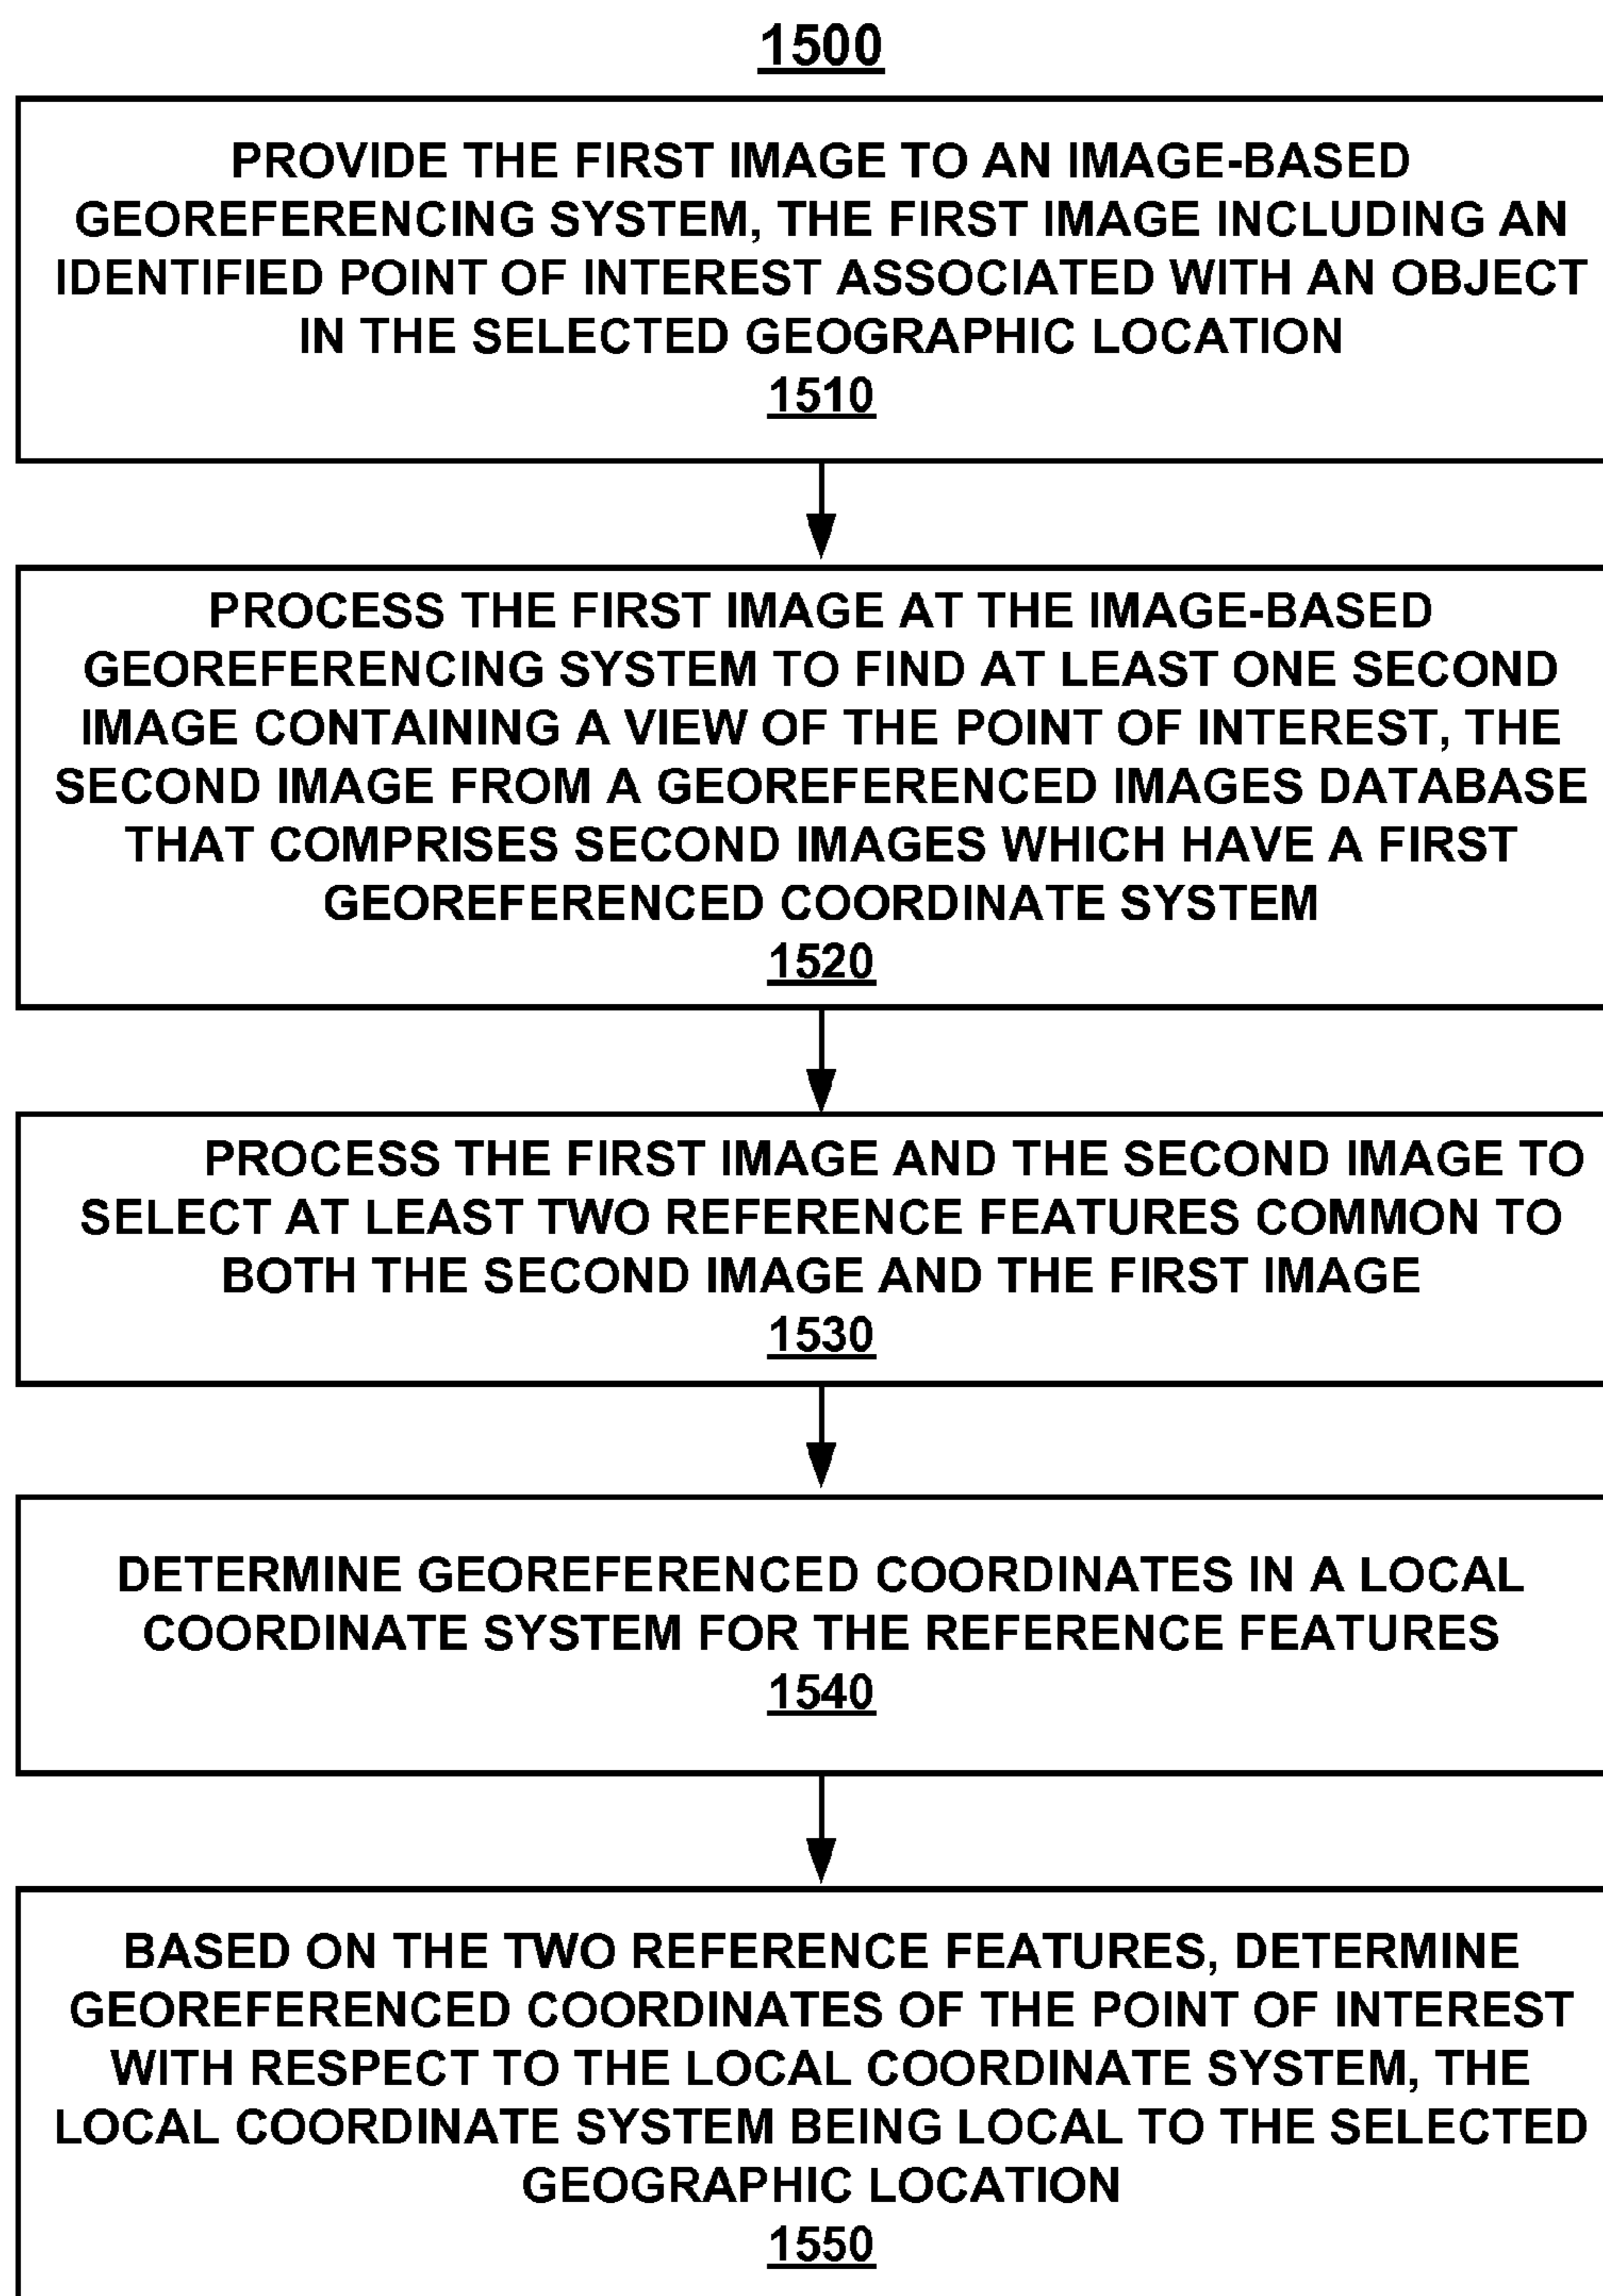 1500
PROVIDE THE FIRST IMAGE TO AN IMAGE-BASED
GEOREFERENCING SYSTEM, THE FIRST IMAGE INCLUDING AN
IDENTIFIED POINT OF INTEREST ASSOCIATED WITH AN OBJECT
IN THE SELECTED GEOGRAPHIC LOCATION
1510
PROCESS THE FIRST IMAGE AT THE IMAGE-BASED
GEOREFERENCING SYSTEM TO FIND AT LEAST ONE SECOND
IMAGE CONTAINING A VIEW OF THE POINT OF INTEREST, THE
SECOND IMAGE FROM A GEOREFERENCED IMAGES DATABASE
THAT COMPRISES SECOND IMAGES WHICH HAVE A FIRST
GEOREFERENCED COORDINATE SYSTEM
1520
PROCESS THE FIRST IMAGE AND THE SECOND IMAGE TO
SELECT AT LEAST TWO REFERENCE FEATURES COMMON TO
BOTH THE SECOND IMAGE AND THE FIRST IMAGE
1530
DETERMINE GEOREFERENCED COORDINATES IN A LOCAL
COORDINATE SYSTEM FOR THE REFERENCE FEATURES
1540
BASED ON THE TWO REFERENCE FEATURES, DETERMINE
GEOREFERENCED COORDINATES OF THE POINT OF INTEREST
WITH RESPECT TO THE LOCAL COORDINATE SYSTEM, THE
LOCAL COORDINATE SYSTEM BEING LOCAL TO THE SELECTED
GEOGRAPHIC LOCATION
1550